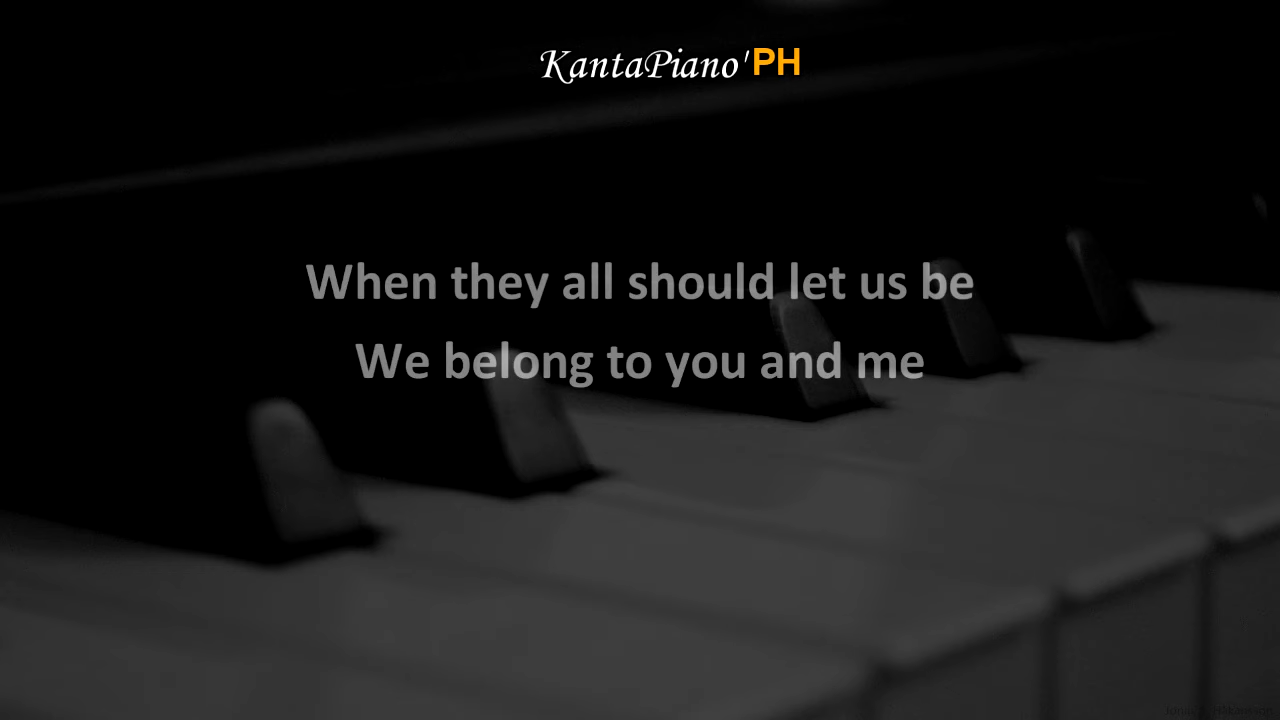 KantaPiano'PH
When they all should let us be
We belong to you and me